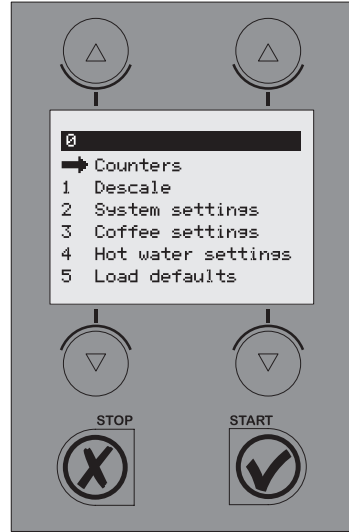 0
Counters
1 Descale
2 System settings
3 Coffee settings
4 Hot water settings
5 Load defaults
STOP START